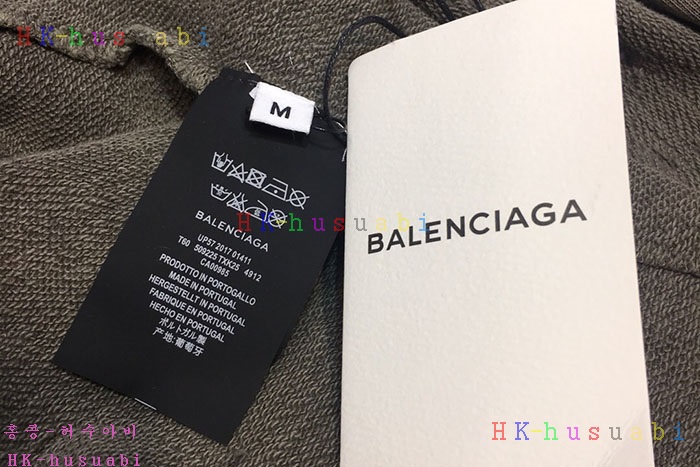 HK-husuabi
M
BALENCIAGA
UP57 2017 01411
T60 509225 TXK25 4912
CA00985
PRODOTTO IN PORTOGALLO
MADE IN PORTUGAL
HERGESTELLT IN PORTUGAL
FABRIQUE EN PORTUGAL
HECHO EN PORTUGAL
ポルトガル製
产地:葡萄牙
HK-husuabi
BALENCIAGA
홍콩-허수아비
HK-husuabi
HK-husuabi